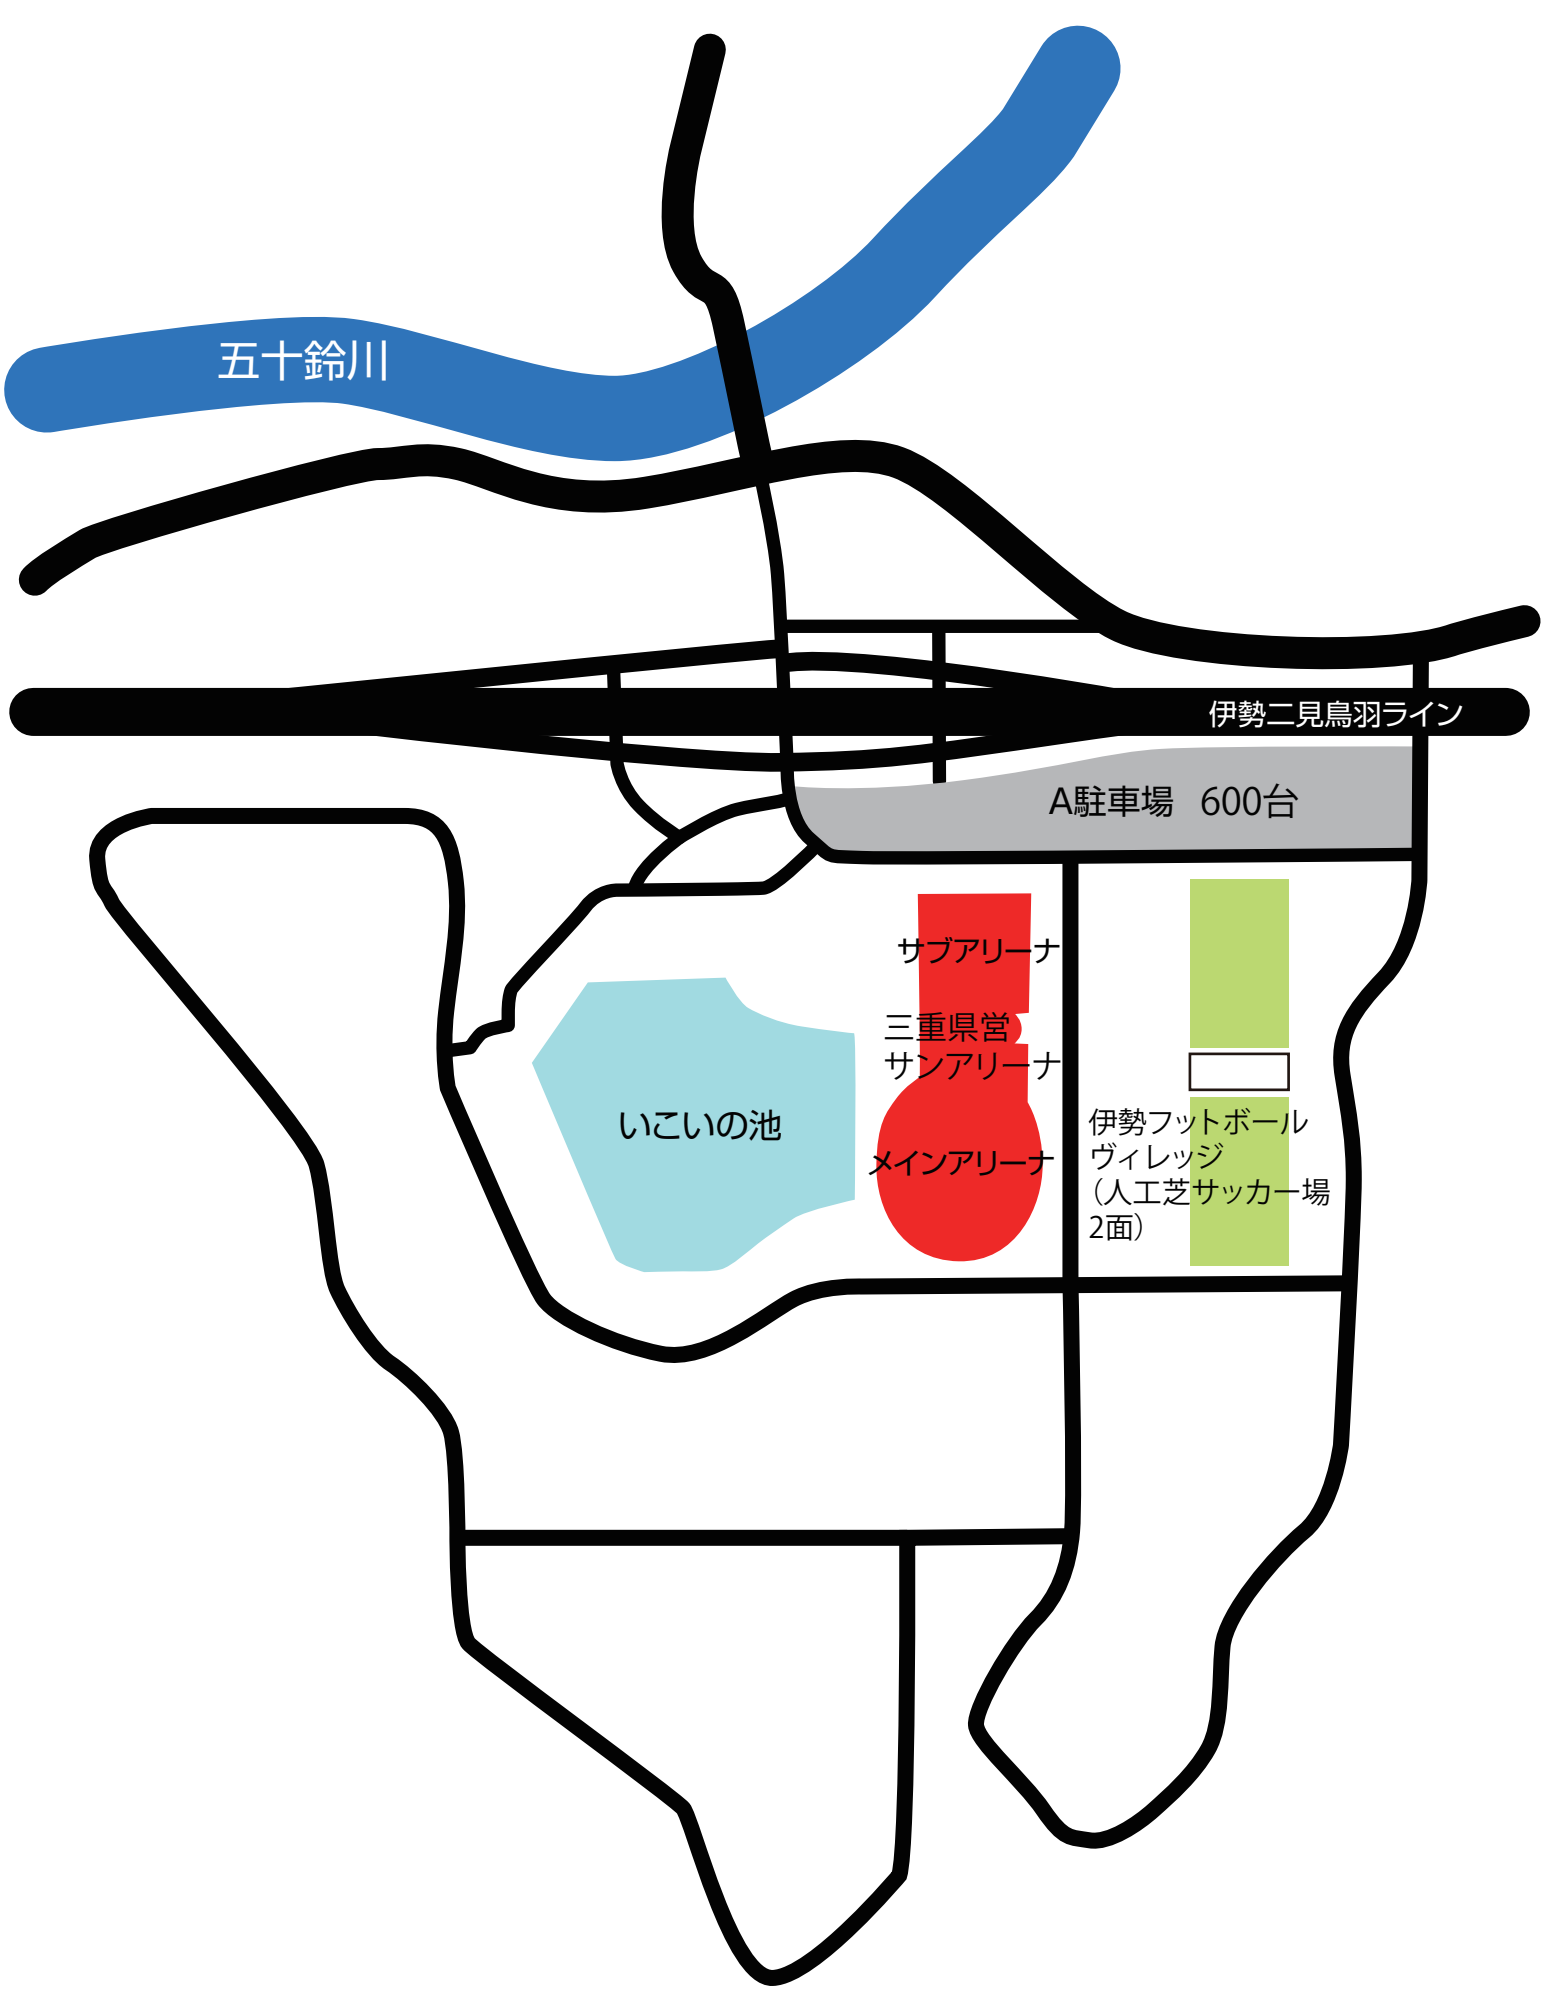 五十鈴川
伊勢二見鳥羽ライン
A駐車場 600台
サブアリーナ
三重県営
サンアリーナ
メインアリーナ
いこいの池
伊勢フットボール
ヴィレッジ
（人工芝サッカー場
2面）